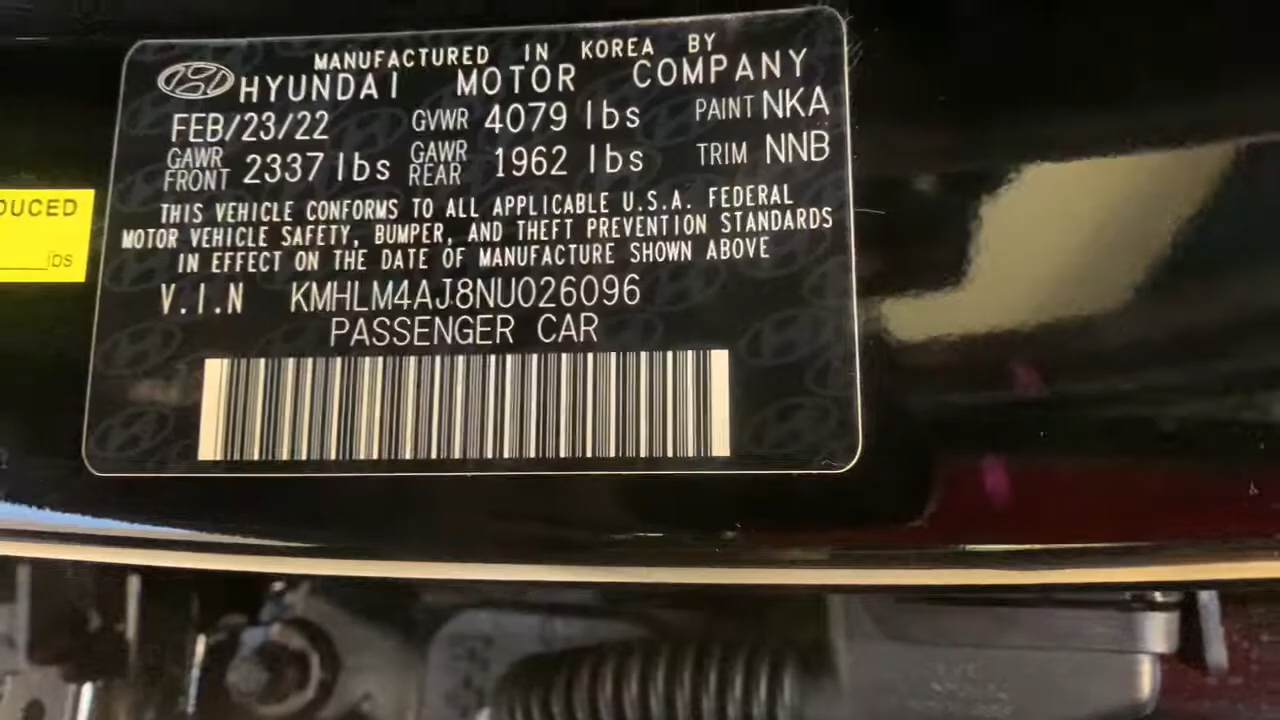 MANUFACTURED IN KOREA BY
HYUNDAI MOTOR COMPANY
FEB/23/22 GVWR 4079 lbs PAINT NKA
GAWR FRONT 2337 lbs GAWR REAR 1962 lbs TRIM NNB
THIS VEHICLE CONFORMS TO ALL APPLICABLE U.S.A. FEDERAL
MOTOR VEHICLE SAFETY, BUMPER, AND THEFT PREVENTION STANDARDS
IN EFFECT ON THE DATE OF MANUFACTURE SHOWN ABOVE
V.I.N KMHLM4AJ8NU026096
PASSENGER CAR
DUCED